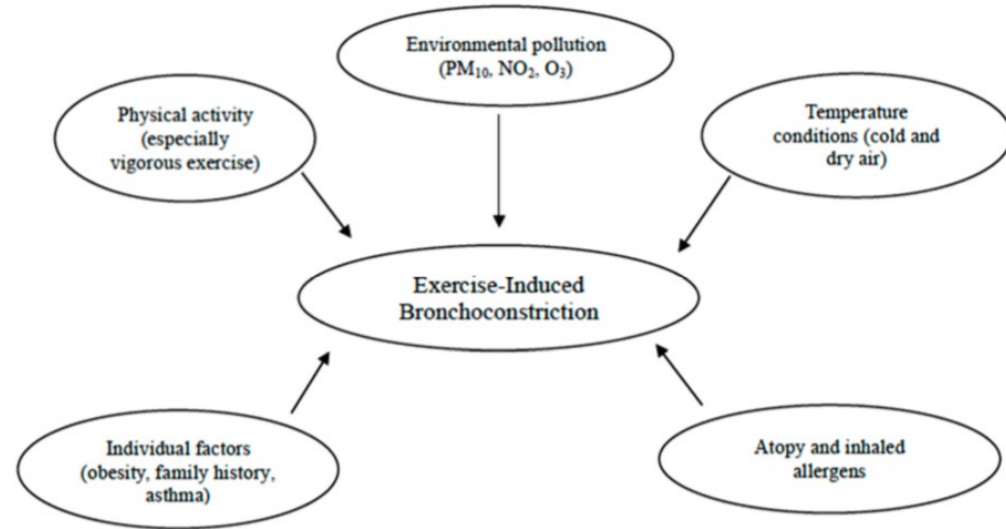 Environmental pollution
(PM₁₀, NO₂, O₃)
Physical activity
(especially
vigorous exercise)
Temperature
conditions (cold and
dry air)
Exercise-Induced
Bronchoconstriction
Individual factors
(obesity, family history,
asthma)
Atopy and inhaled
allergens